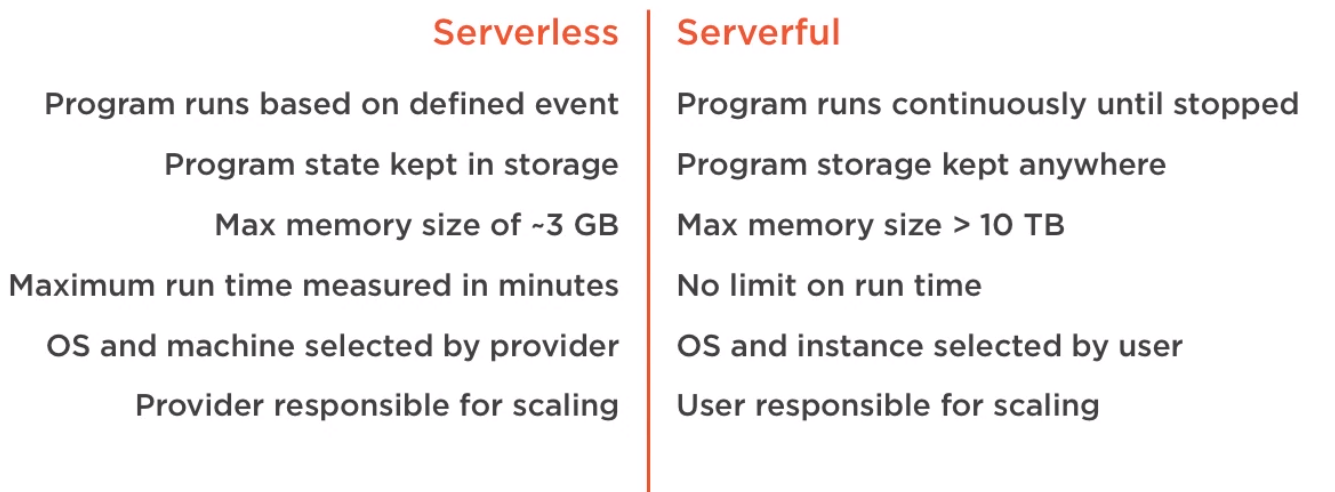 Serverless
Serverful
Program runs based on defined event
Program runs continuously until stopped
Program state kept in storage
Program storage kept anywhere
Max memory size of ~3 GB
Max memory size > 10 TB
Maximum run time measured in minutes
No limit on run time
OS and machine selected by provider
OS and instance selected by user
Provider responsible for scaling
User responsible for scaling